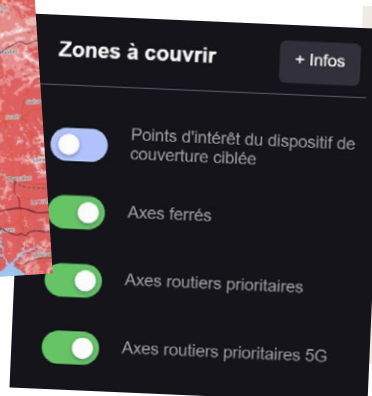 Zones à couvrir
+ Infos
Points d'intérêt du dispositif de
couverture ciblée
Axes ferrés
Axes routiers prioritaires
Axes routiers prioritaires 5G